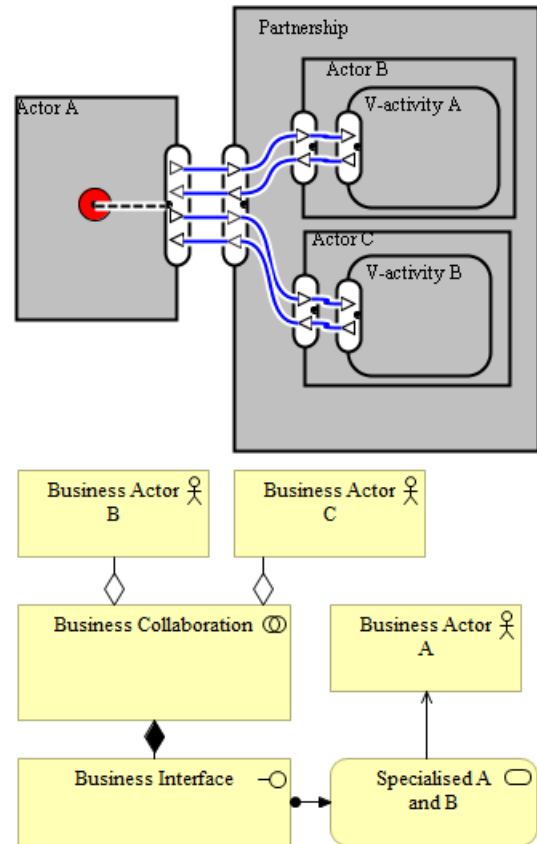 Partnership
Actor B
V-activity A
Actor A
Actor C
V-activity B
Business Actor
B
Business Actor
C
Business Collaboration
Business Actor
A
Business Interface
Specialised A
and B